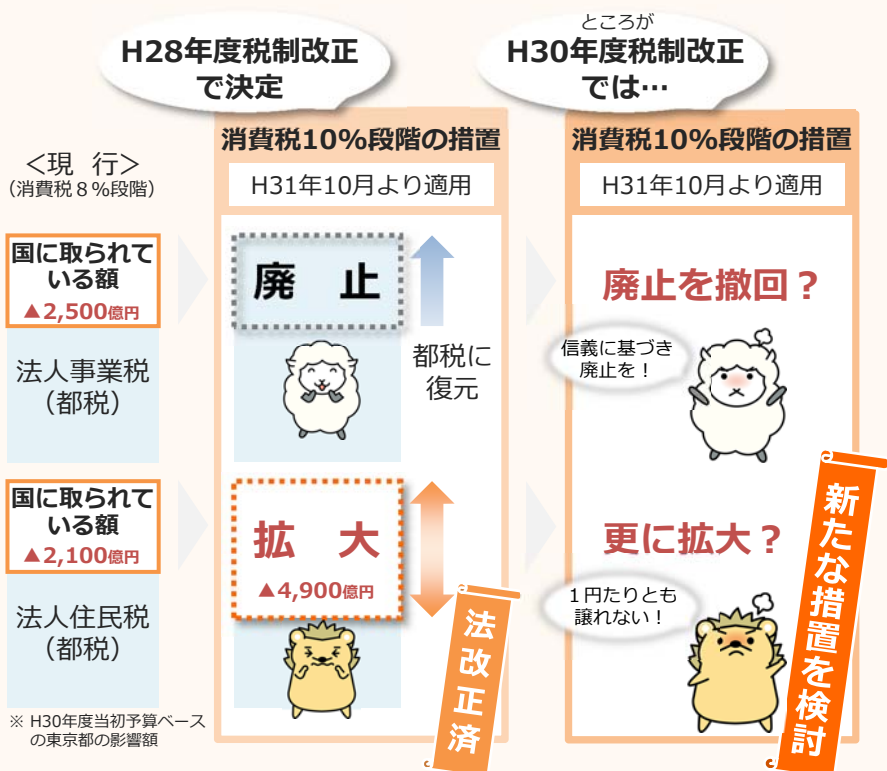 H28年度税制改正
で決定
ところが
H30年度税制改正
では…
＜現 行＞
（消費税８%段階）
消費税10%段階の措置
H31年10月より適用
消費税10%段階の措置
H31年10月より適用
国に取られて
いる額
▲2,500億円
法人事業税
（都税）
廃 止
都税に
復元
廃止を撤回？
信義に基づき
廃止を！
国に取られて
いる額
▲2,100億円
法人住民税
（都税）
拡 大
▲4,900億円
法改正済
更に拡大？
１円たりとも
譲れない！
新たな措置を検討
※ H30年度当初予算ベース
の東京都の影響額